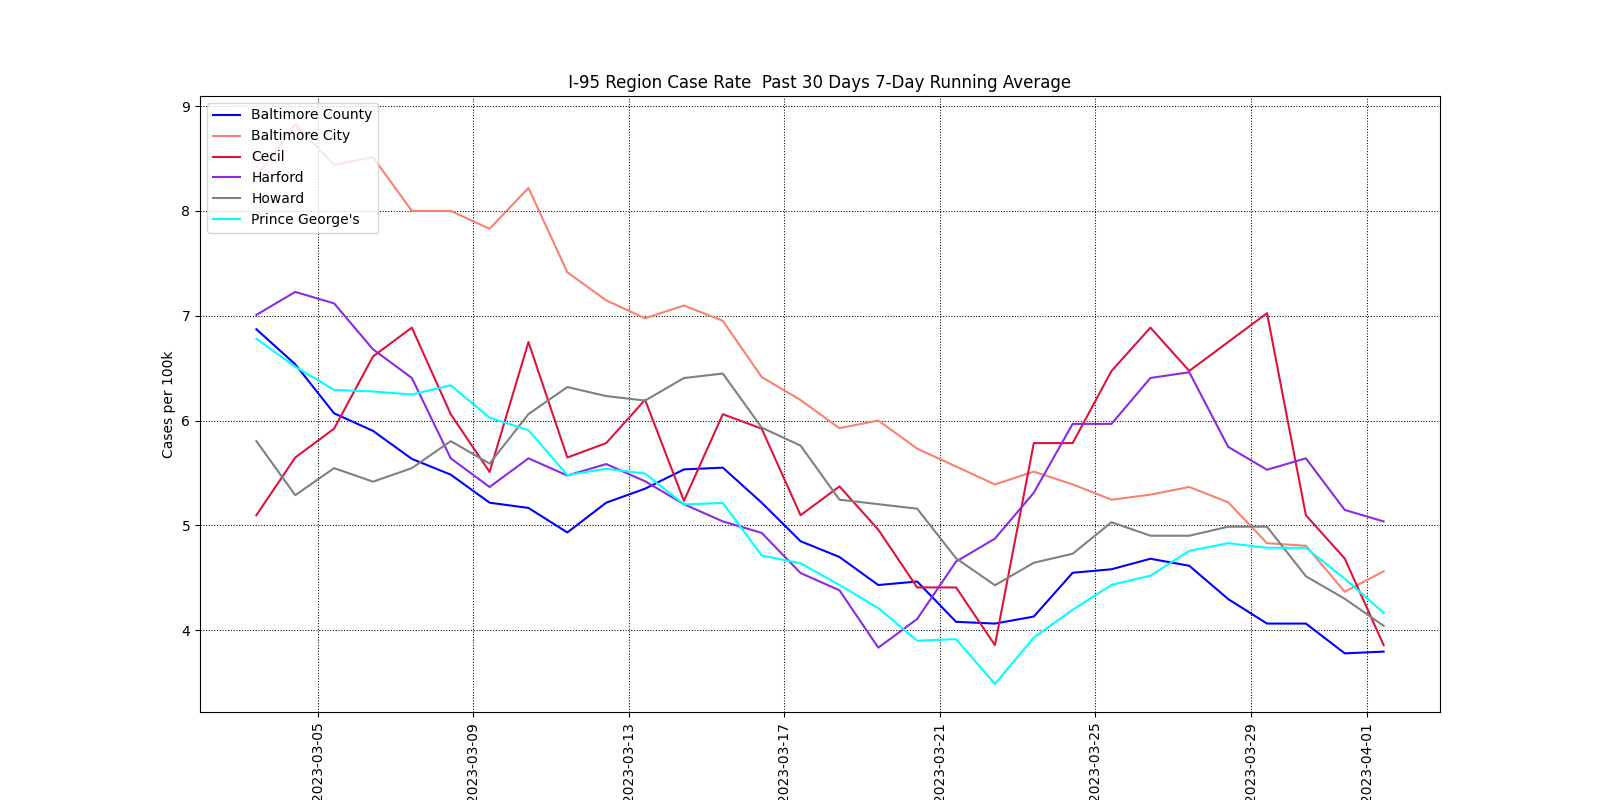 I-95 Region Case Rate  Past 30 Days 7-Day Running Average
Baltimore County
Baltimore City
Cecil
Harford
Howard
Prince George's
Cases per 100k
9
8
7
6
5
4
2023-03-05
2023-03-09
2023-03-13
2023-03-17
2023-03-21
2023-03-25
2023-03-29
2023-04-01